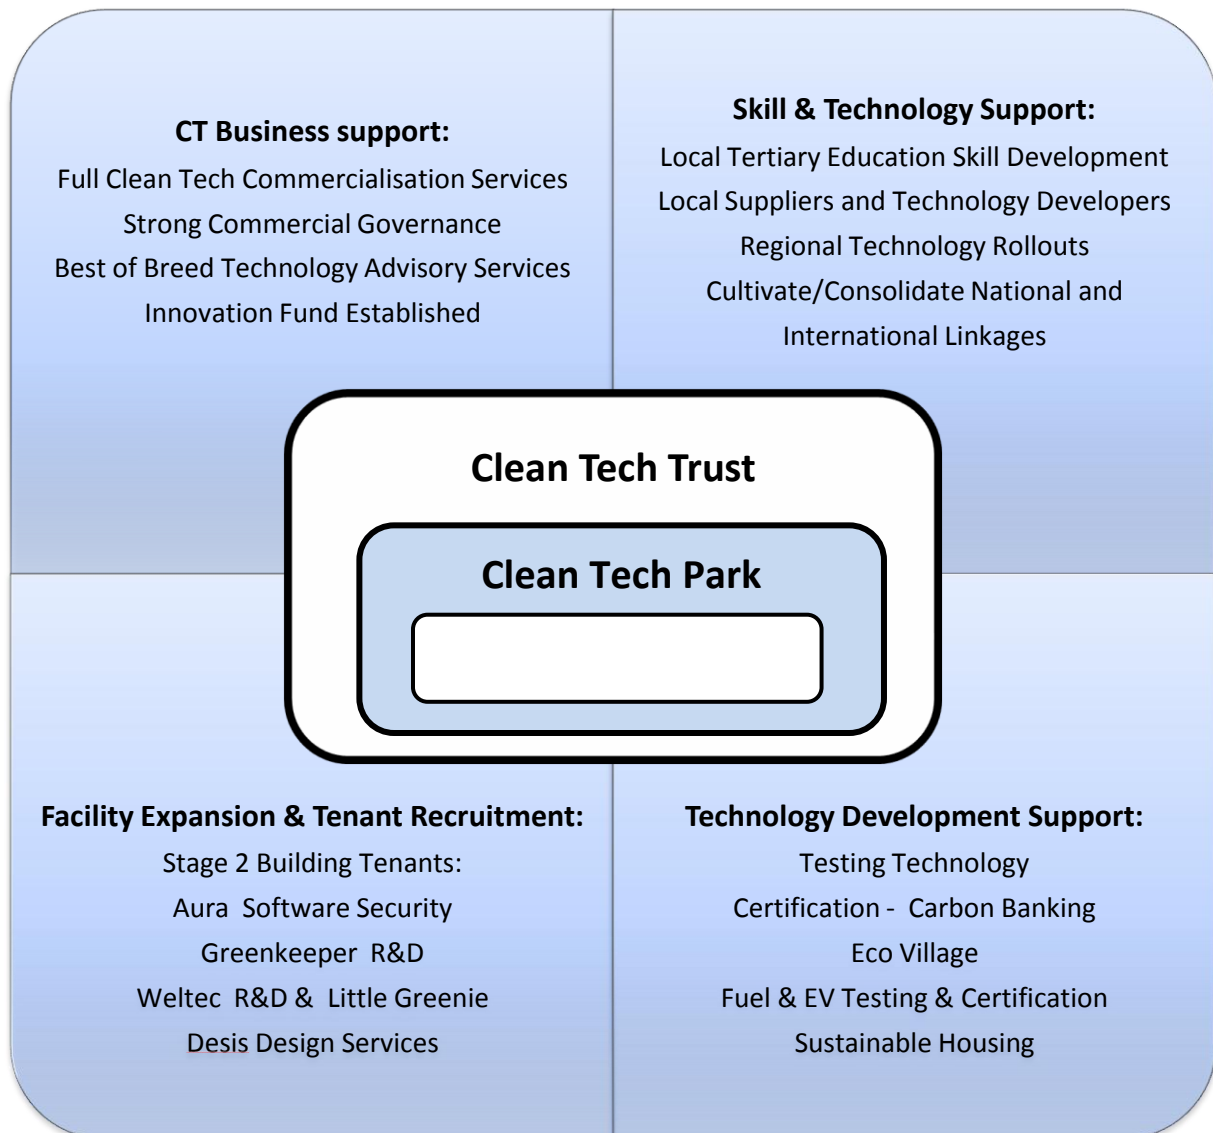 CT Business support:
Full Clean Tech Commercialisation Services
Strong Commercial Governance
Best of Breed Technology Advisory Services
Innovation Fund Established
Skill & Technology Support:
Local Tertiary Education Skill Development
Local Suppliers and Technology Developers
Regional Technology Rollouts
Cultivate/Consolidate National and
International Linkages
Clean Tech Trust
Clean Tech Park
Facility Expansion & Tenant Recruitment:
Stage 2 Building Tenants:
Aura Software Security
Greenkeeper R&D
Weltec R&D & Little Greenie
Desis Design Services
Technology Development Support:
Testing Technology
Certification - Carbon Banking
Eco Village
Fuel & EV Testing & Certification
Sustainable Housing